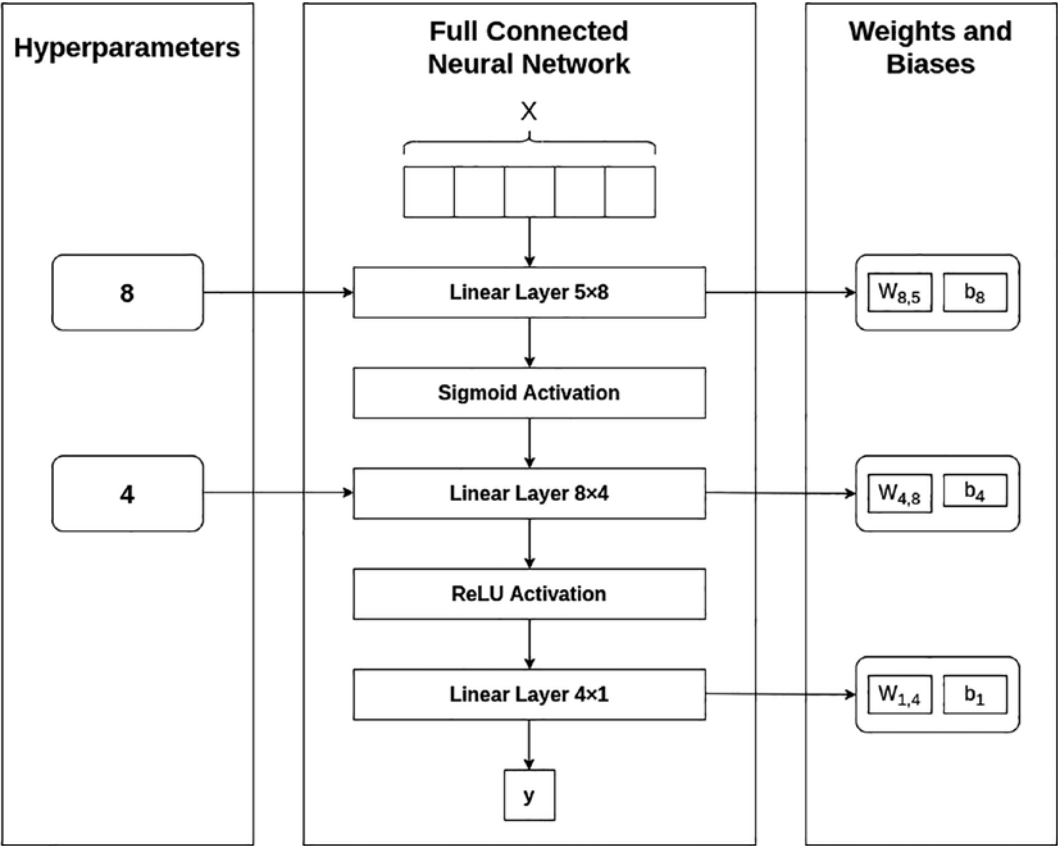 Hyperparameters
Full Connected
Neural Network
Weights and
Biases
X
8
Linear Layer 5×8
W8,5
b8
Sigmoid Activation
4
Linear Layer 8×4
W4,8
b4
ReLU Activation
Linear Layer 4×1
W1,4
b1
y